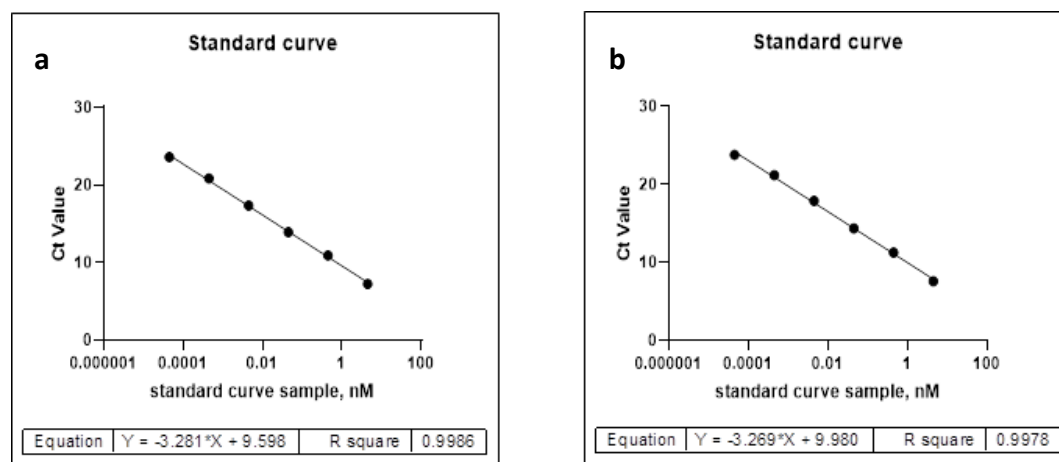 Standard curve
a
30
20
10
0
Ct Value
0.000001 0.0001 0.01 1 100
standard curve sample, nM
Equation Y = -3.281*X + 9.598 R square 0.9986
Standard curve
b
30
20
10
0
Ct Value
0.000001 0.0001 0.01 1 100
standard curve sample, nM
Equation Y = -3.269*X + 9.980 R square 0.9978